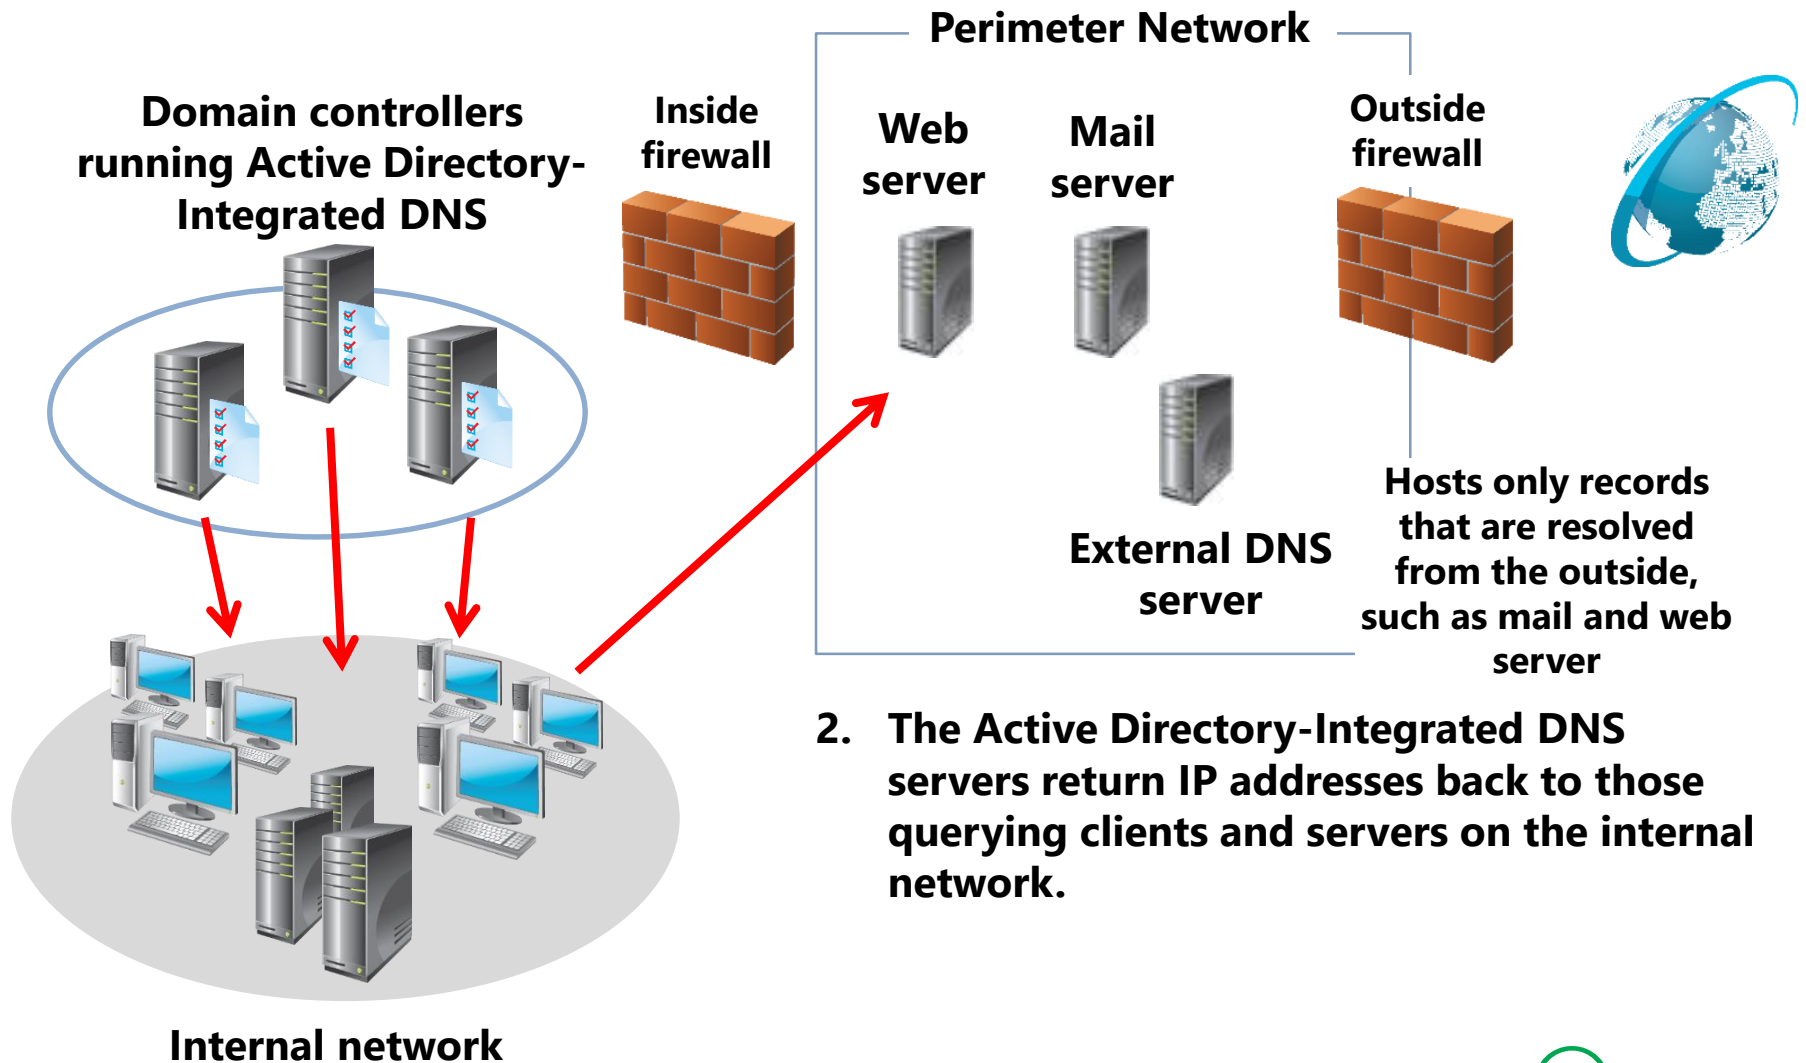 Perimeter Network
Domain controllers
running Active Directory-
Integrated DNS
Inside
firewall
Web
server
Mail
server
Outside
firewall
External DNS
server
Hosts only records
that are resolved
from the outside,
such as mail and web
server
2. The Active Directory-Integrated DNS
servers return IP addresses back to those
querying clients and servers on the internal
network.
Internal network